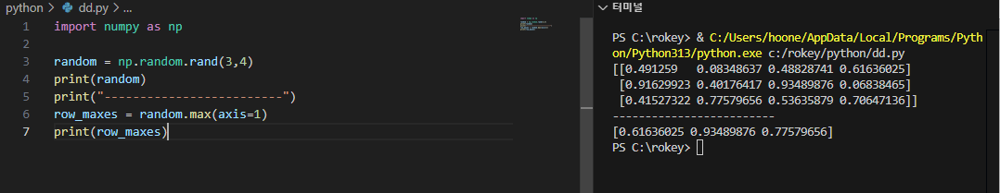 python > dd.py > ...
1 import numpy as np
2
3 random = np.random.rand(3,4)
4 print(random)
5 print("--------------------------")
6 row_maxes = random.max(axis=1)
7 print(row_maxes)
터미널
PS C:\rokey> & C:/Users/hoone/AppData/Local/Programs/Pyth
on/Python313/python.exe c:/rokey/python/dd.py
[[0.491259   0.08348637 0.48828741 0.61636025]
 [0.91629923 0.40176417 0.93489876 0.06838465]
 [0.41527322 0.77579656 0.53635879 0.70647136]]
--------------------------
[0.61636025 0.93489876 0.77579656]
PS C:\rokey>